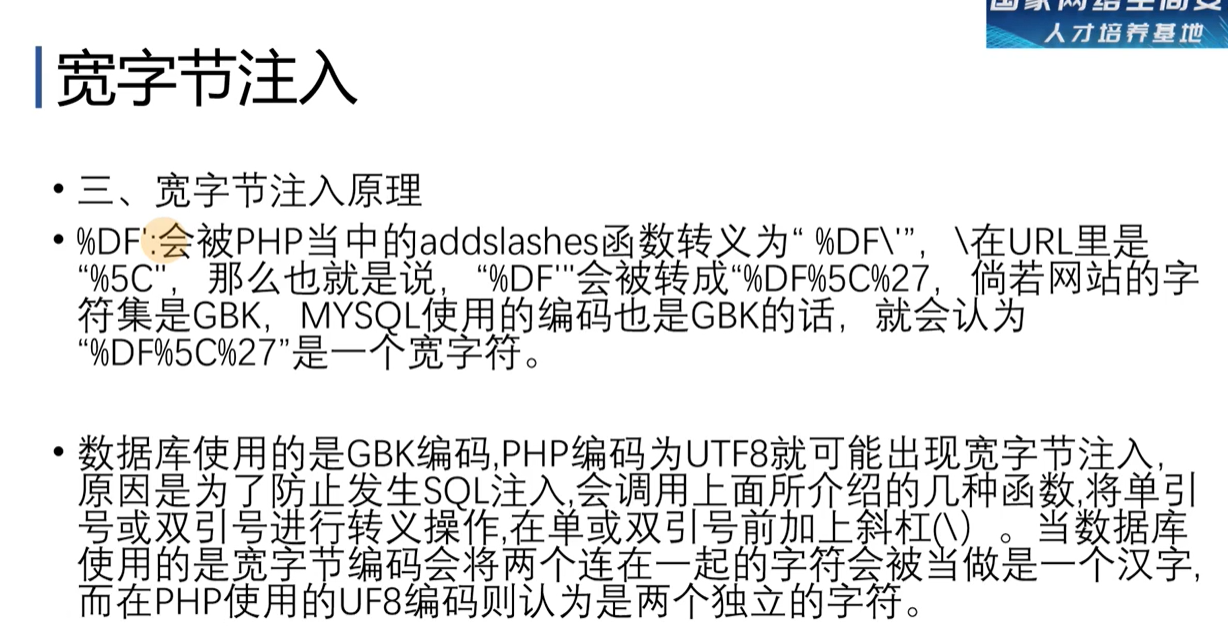 国家网络空间安
人才培养基地
宽字节注入
• 三、宽字节注入原理
• %DF':会被PHP当中的addslashes函数转义为“ %DF\'”，\在URL里是
“%5C"，那么也就是说，“%DF'"会被转成“%DF%5C%27，倘若网站的字
符集是GBK，MYSQL使用的编码也是GBK的话，就会认为
“%DF%5C%27”是一个宽字符。
• 数据库使用的是GBK编码,PHP编码为UTF8就可能出现宽字节注入，
原因是为了防止发生SQL注入,会调用上面所介绍的几种函数,将单引
号或双引号进行转义操作,在单或双引号前加上斜杠(\）。当数据库
使用的是宽字节编码会将两个连在一起的字符会被当做是一个汉字,
而在PHP使用的UF8编码则认为是两个独立的字符。